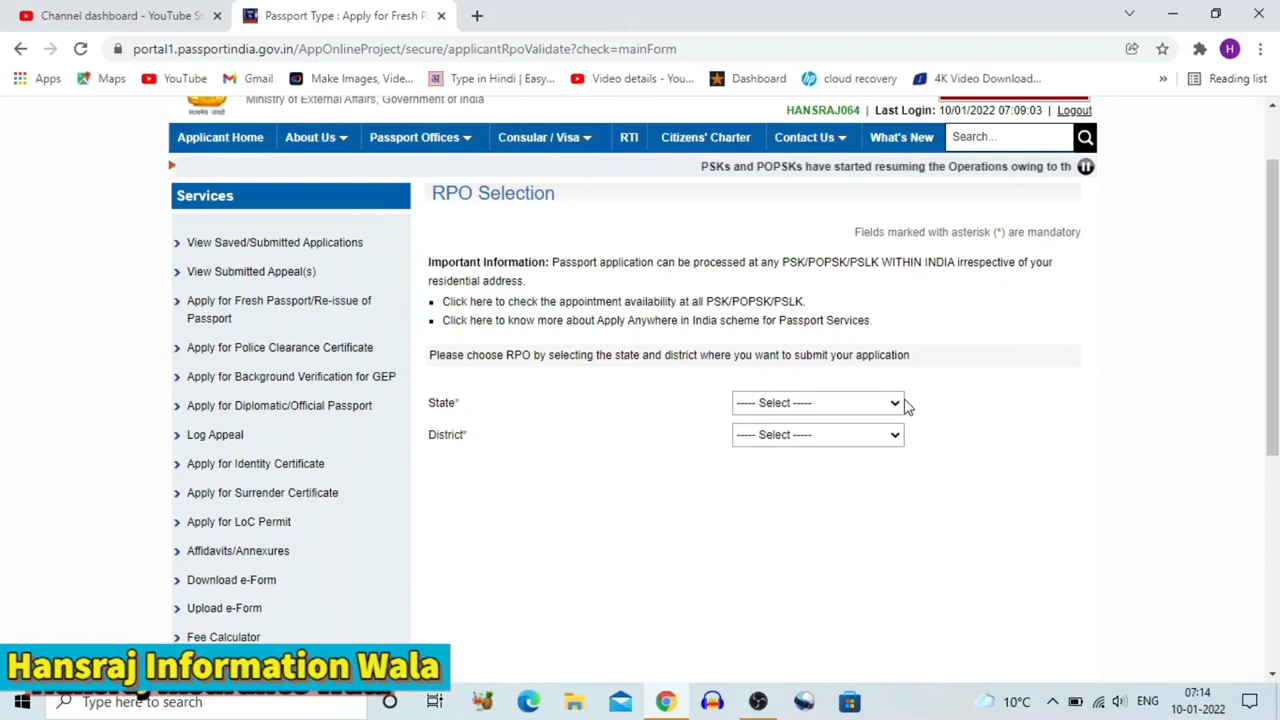 Channel dashboard - YouTube St
Passport Type : Apply for Fresh P
portal1.passportindia.gov.in/AppOnlineProject/secure/applicantRpoValidate?check=mainForm
H
Apps
Maps
YouTube
Gmail
Make Images, Vide...
Type in Hindi | Easy...
Video details - You...
Dashboard
cloud recovery
4K Video Download...
»
Reading list
सत्यमेव जयते
Ministry of External Affairs, Government of India
HANSRAJ064 | Last Login: 10/01/2022 07:09:03 | Logout
Applicant Home
About Us
Passport Offices
Consular / Visa
RTI
Citizens' Charter
Contact Us
What's New
Search...
PSKs and POPSKs have started resuming the Operations owing to th
Services
View Saved/Submitted Applications
View Submitted Appeal(s)
Apply for Fresh Passport/Re-issue of
Passport
Apply for Police Clearance Certificate
Apply for Background Verification for GEP
Apply for Diplomatic/Official Passport
Log Appeal
Apply for Identity Certificate
Apply for Surrender Certificate
Apply for LoC Permit
Affidavits/Annexures
Download e-Form
Upload e-Form
Fee Calculator
RPO Selection
Fields marked with asterisk (*) are mandatory
Important Information: Passport application can be processed at any PSK/POPSK/PSLK WITHIN INDIA irrespective of your
residential address.
Click here to check the appointment availability at all PSK/POPSK/PSLK.
Click here to know more about Apply Anywhere in India scheme for Passport Services.
Please choose RPO by selecting the state and district where you want to submit your application
State*
----- Select -----
District*
----- Select -----
Hansraj Information Wala
Type here to search
10°C
ENG
07:14
10-01-2022